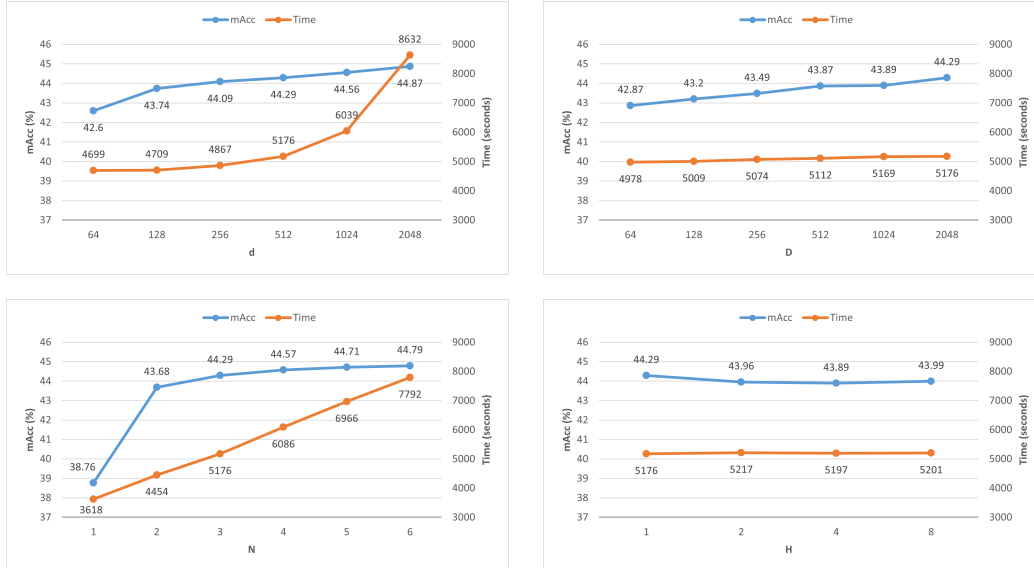 mAcc Time
46 9000
8632
45 8000
44 44.87
43.74 44.09 44.29 44.56
43 7000
42.6
42 6039 6000
41 5176
4699 4709 4867
40 5000
39 4000
38
37 3000
64 128 256 512 1024 2048
d
mAcc (%)
Time (seconds)
mAcc Time
46 9000
45 8000
44.29
43.87 43.89
44 43.49
42.87 43.2
43 7000
42 6000
41
40 5000
4978 5009 5074 5112 5169 5176
39 4000
38
37 3000
64 128 256 512 1024 2048
D
mAcc (%)
Time (seconds)
mAcc Time
46 9000
44.57 44.71 44.79
45 44.29 8000
43.68
44
43 7792 7000
42 6966 6000
41 6086
40 5176 5000
38.76
39 4454 4000
38
3618
37 3000
1 2 3 4 5 6
N
mAcc (%)
Time (seconds)
mAcc Time
46 9000
45 44.29 43.96 43.89 43.99 8000
44
43 7000
42 6000
41
40 5000
5176 5217 5197 5201
39 4000
38
37 3000
1 2 4 8
H
mAcc (%)
Time (seconds)